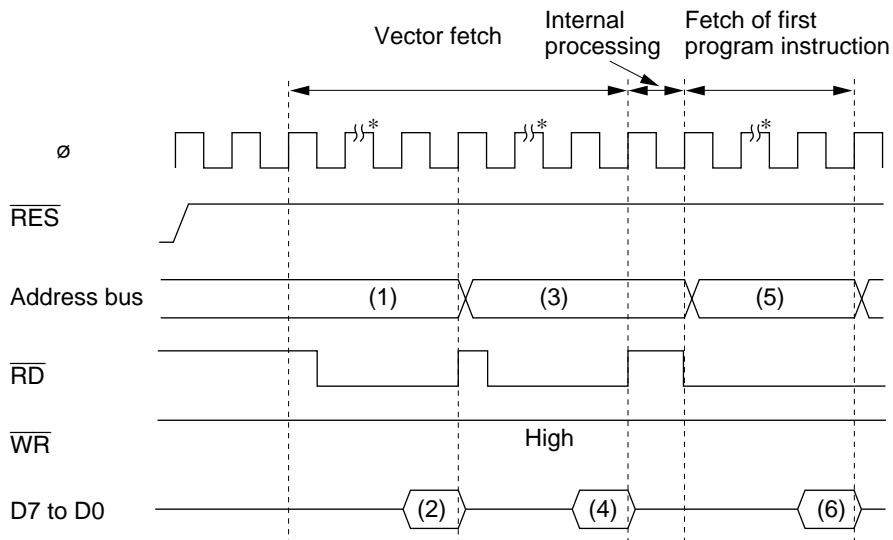 Vector fetch
Internal
processing
Fetch of first
program instruction
*
*
*
ø
RES
Address bus
(1)
(3)
(5)
RD
WR
High
D7 to D0
(2)
(4)
(6)